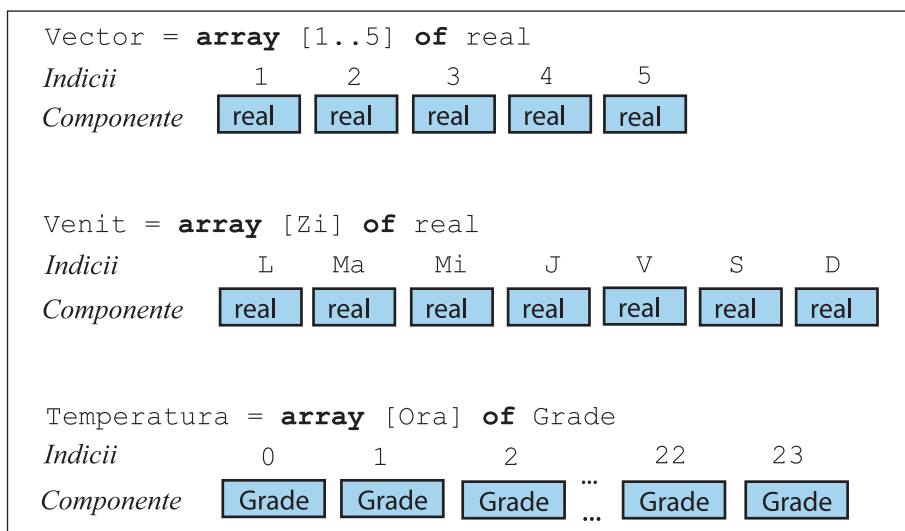 Vector = array [1..5] of real
Indicii 1 2 3 4 5
Componente real real real real real
Venit = array [Zi] of real
Indicii L Ma Mi J V S D
Componente real real real real real real real
Temperatura = array [Ora] of Grade
Indicii 0 1 2 ... 22 23
Componente Grade Grade Grade ... Grade Grade